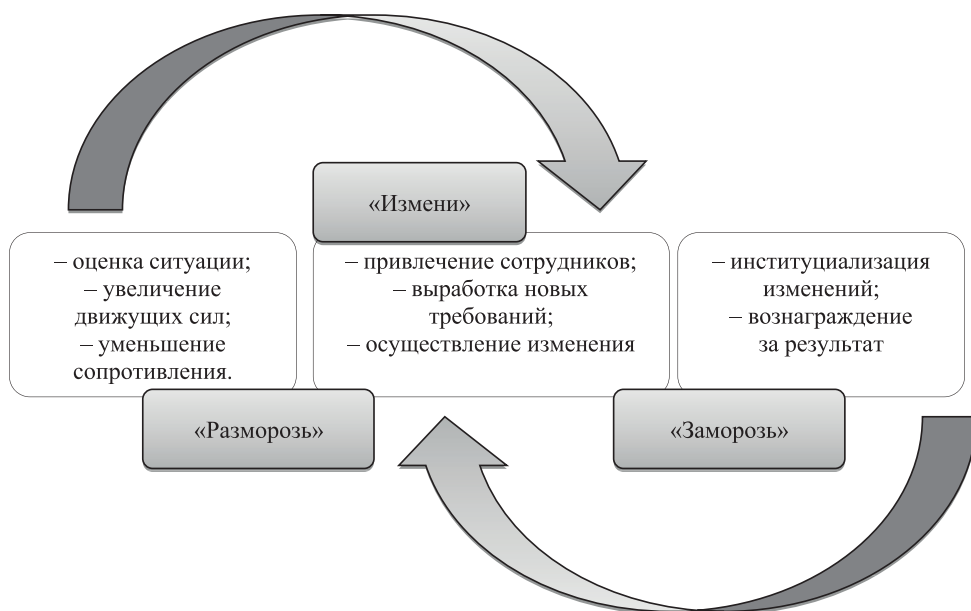 «Измени»
– оценка ситуации;
– увеличение
движущих сил;
– уменьшение
сопротивления.
«Разморозь»
– привлечение сотрудников;
– выработка новых
требований;
– осуществление изменения
– институциализация
изменений;
– вознаграждение
за результат
«Заморозь»